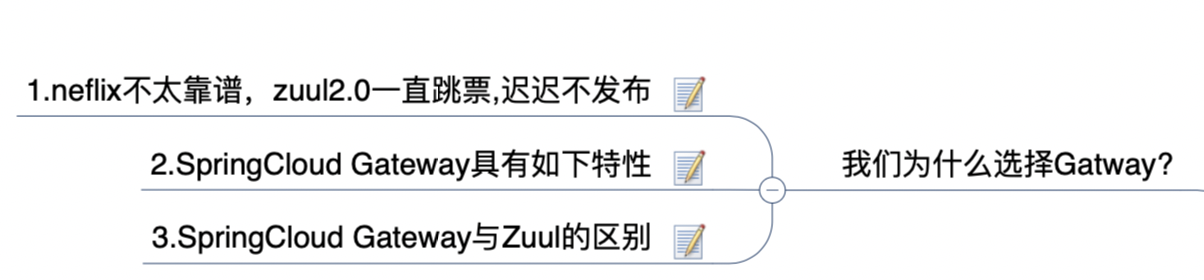 1.neflix不太靠谱，zuul2.0一直跳票,迟迟不发布
2.SpringCloud Gateway具有如下特性
我们为什么选择Gatway?
3.SpringCloud Gateway与Zuul的区别